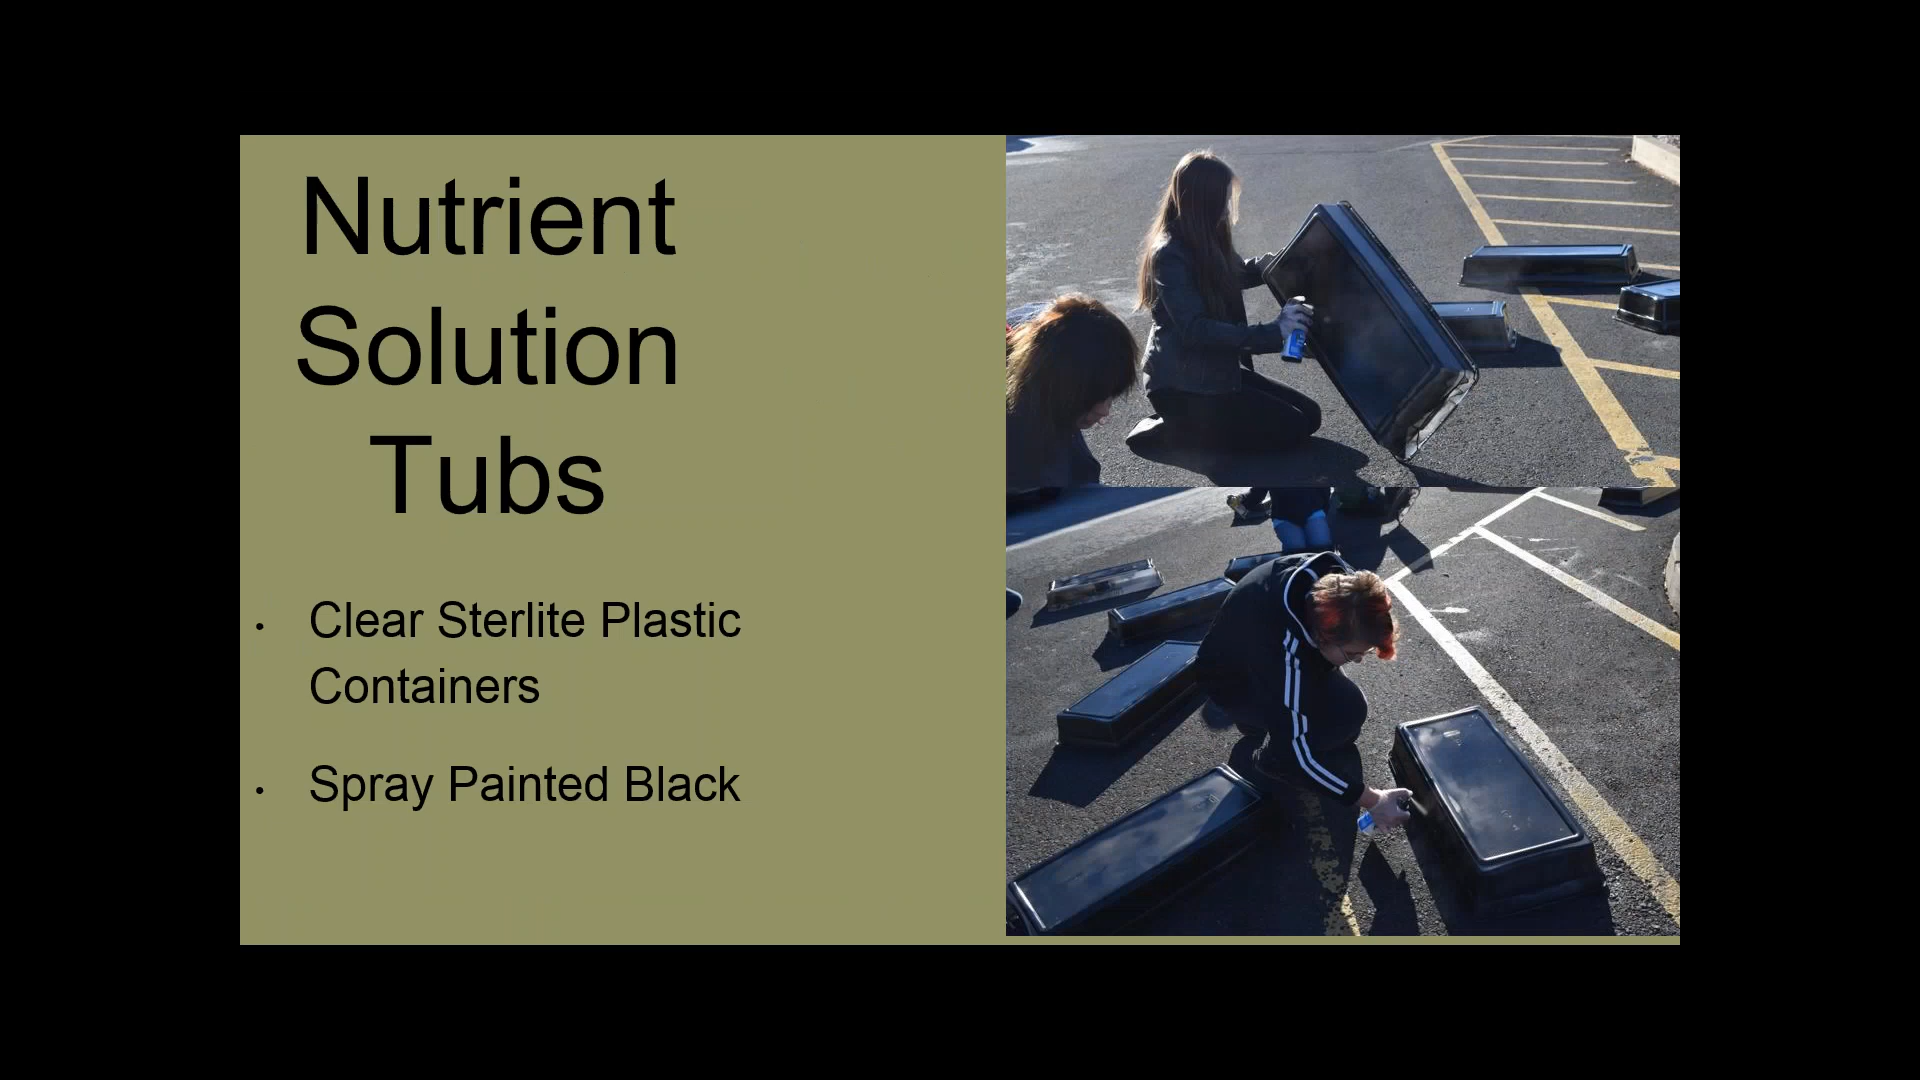 Nutrient
Solution
Tubs
• Clear Sterlite Plastic
Containers
• Spray Painted Black